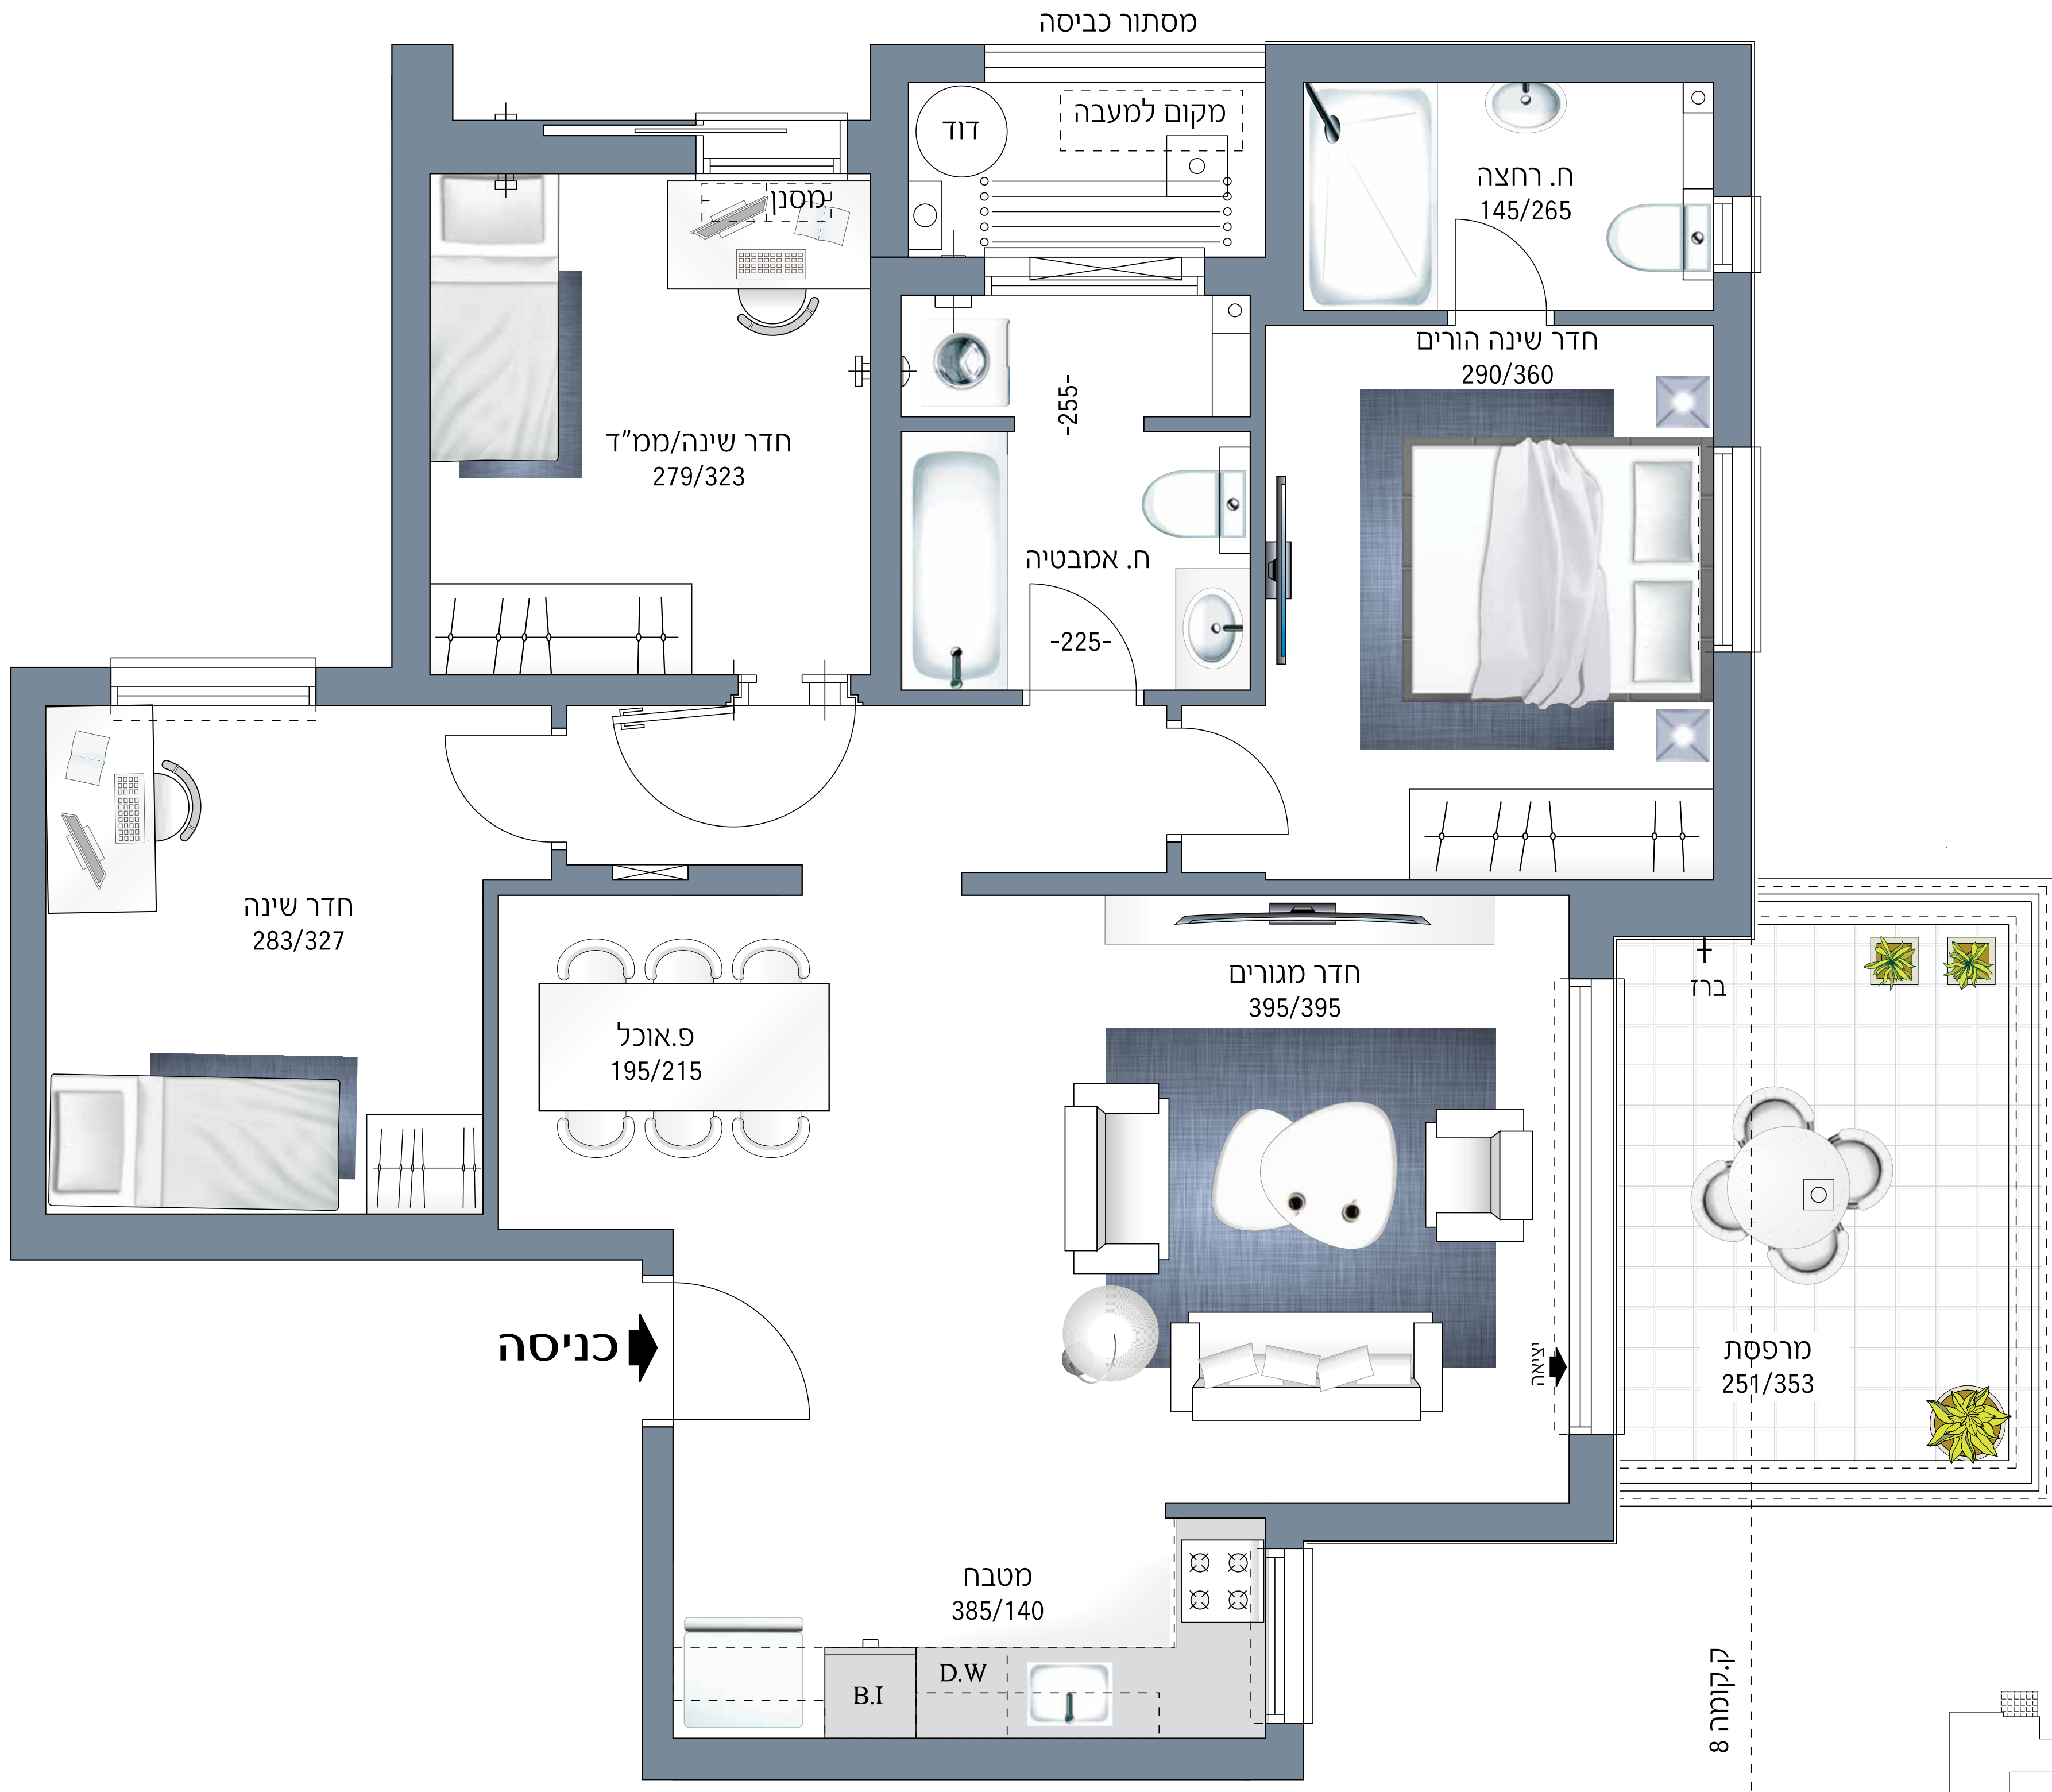 מסתור כביסה
דוד
מקום למעבה
ח. רחצה
145/265
מסנן
חדר שינה הורים
290/360
-255-
חדר שינה/ממ"ד
279/323
ח. אמבטיה
-225-
חדר שינה
283/327
פ.אוכל
195/215
חדר מגורים
395/395
ברז
כניסה
יציאה
מרפסת
251/353
מטבח
385/140
D.W
B.I
ק.קומה 8